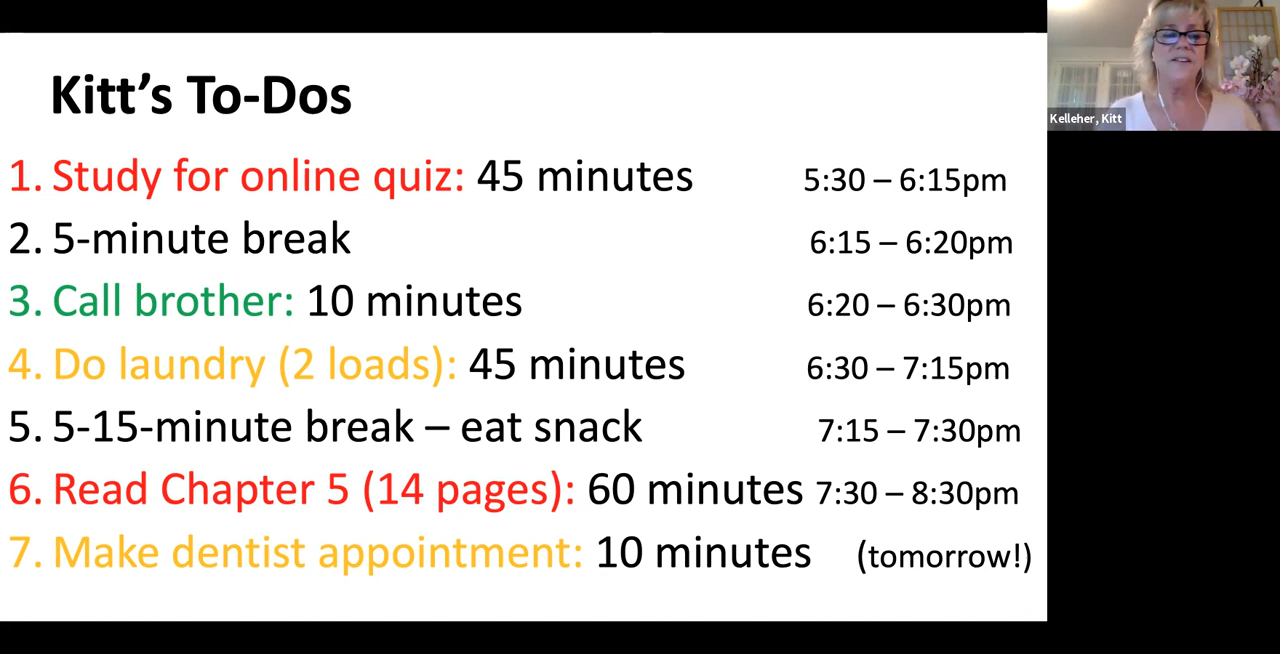 Kitt’s To-Dos
1. Study for online quiz: 45 minutes 5:30 – 6:15pm
2. 5-minute break 6:15 – 6:20pm
3. Call brother: 10 minutes 6:20 – 6:30pm
4. Do laundry (2 loads): 45 minutes 6:30 – 7:15pm
5. 5-15-minute break – eat snack 7:15 – 7:30pm
6. Read Chapter 5 (14 pages): 60 minutes 7:30 – 8:30pm
7. Make dentist appointment: 10 minutes (tomorrow!)
Kelleher, Kitt